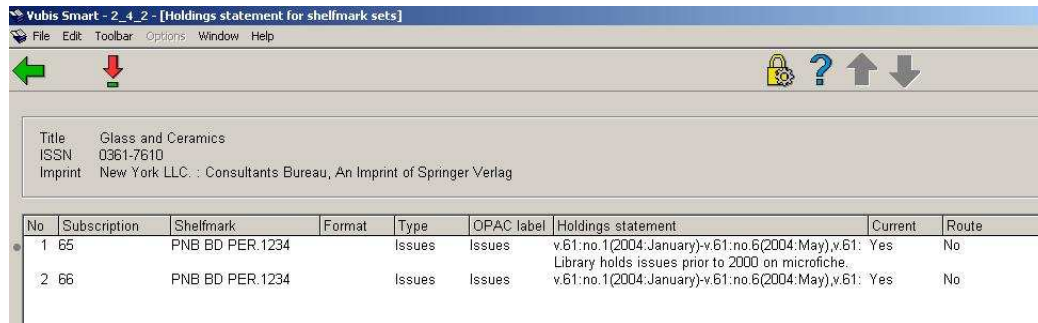 Vubis Smart - 2_4_2 - [Holdings statement for shelfmark sets]
File Edit Toolbar Options Window Help
?
Title Glass and Ceramics
ISSN 0361-7610
Imprint New York LLC. : Consultants Bureau, An Imprint of Springer Verlag
No Subscription Shelfmark Format Type OPAC label Holdings statement Current Route
1 65 PNB BD PER.1234 Issues Issues v.61:no.1(2004:January)-v.61:no.6(2004:May),v.61: Yes No
Library holds issues prior to 2000 on microfiche.
2 66 PNB BD PER.1234 Issues Issues v.61:no.1(2004:January)-v.61:no.6(2004:May),v.61: Yes No